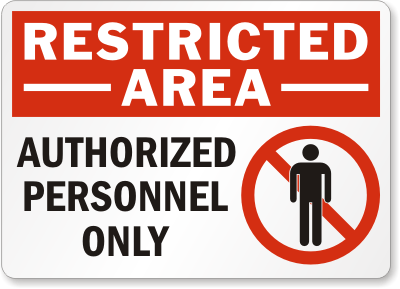 RESTRICTED
AREA
AUTHORIZED
PERSONNEL
ONLY